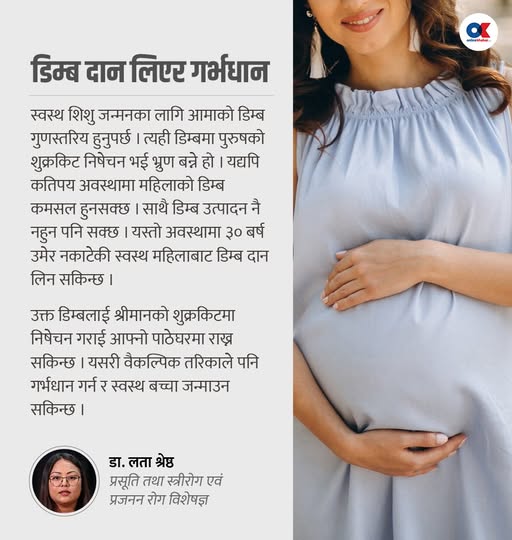 OK
डिम्ब दान लिएर गर्भधान
स्वस्थ शिशु जन्मनका लागि आमाको डिम्ब
गुणस्तरिय हुनुपर्छ । त्यही डिम्बमा पुरुषको
शुक्रकिट निषेचन भई भ्रुण बन्ने हो । यद्यपि
कतिपय अवस्थामा महिलाको डिम्ब
कमसल हुनसक्छ । साथै डिम्ब उत्पादन नै
नहुन पनि सक्छ । यस्तो अवस्थामा ३० बर्ष
उमेर नकाटेकी स्वस्थ महिलाबाट डिम्ब दान
लिन सकिन्छ ।
उक्त डिम्बलाई श्रीमानको शुक्रकिटमा
निषेचन गराई आफ्नो पाठेघरमा राख्न
सकिन्छ । यसरी वैकल्पिक तरिकाले पनि
गर्भधान गर्न र स्वस्थ बच्चा जन्माउन
सकिन्छ ।
डा. लता श्रेष्ठ
प्रसूति तथा स्त्रीरोग एवं
प्रजनन रोग विशेषज्ञ